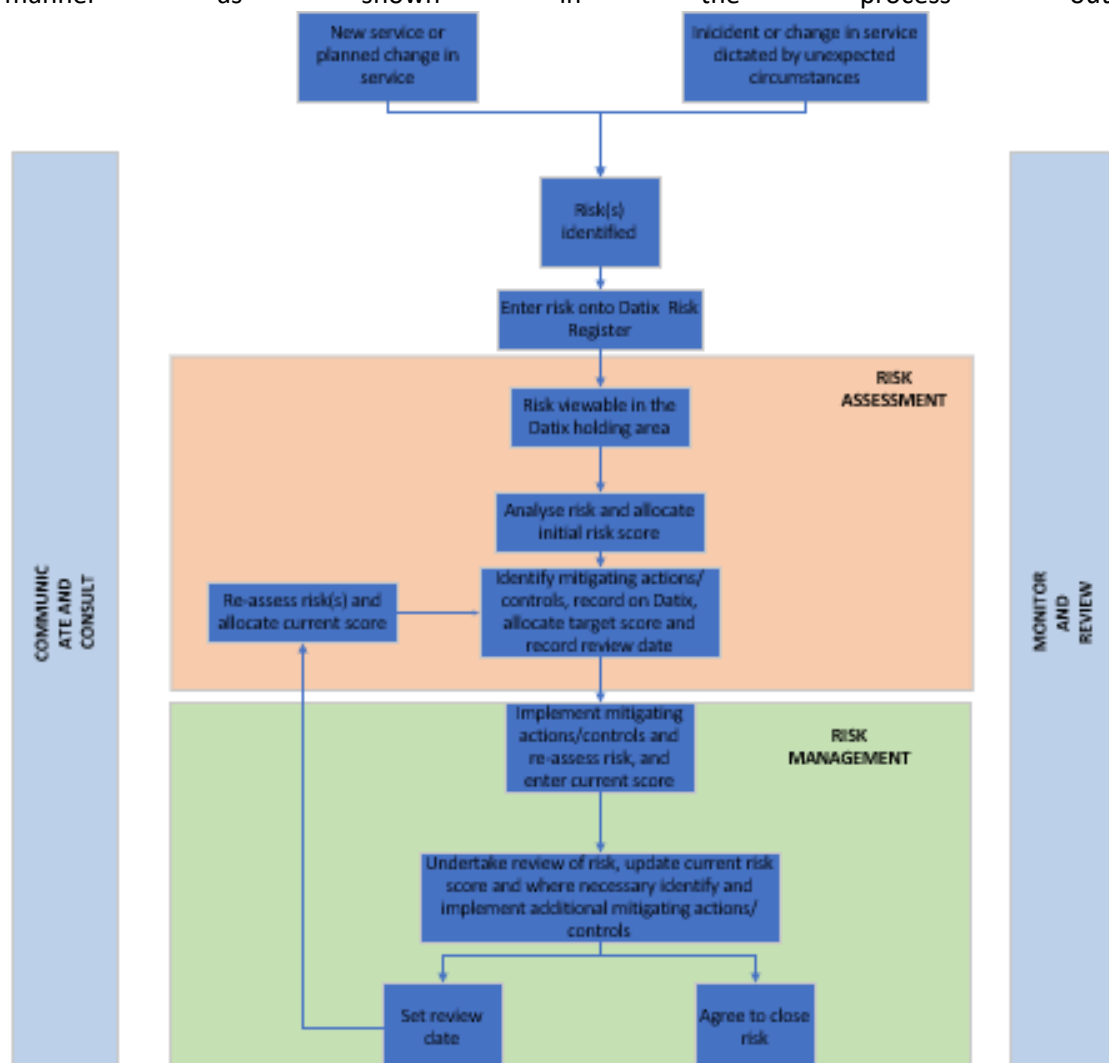 manner as shown in the process out
New service or
planned change in
service
Inicident or change in service
dictated by unexpected
circumstances
Risk(s)
identified
Enter risk onto Datix Risk
Register
RISK
ASSESSMENT
Risk viewable in the
Datix holding area
Analyse risk and allocate
initial risk score
Re-assess risk(s) and
allocate current score
Identify mitigating actions/
controls, record on Datix,
allocate target score and
record review date
COMMUNIC
ATE AND
CONSULT
MONITOR
AND
REVIEW
RISK
MANAGEMENT
Implement mitigating
actions/controls and
re-assess risk, and
enter current score
Undertake review of risk, update current risk
score and where necessary identify and
implement additional mitigating actions/
controls
Set review
date
Agree to close
risk